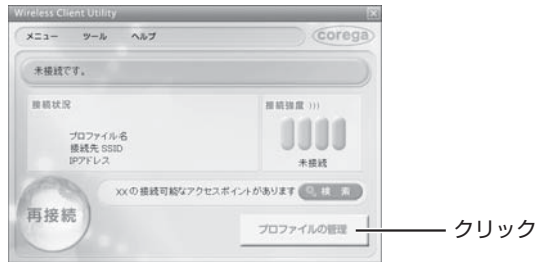 Wireless Client Utility
メニュー ツール ヘルプ corega
未接続です。
接続状況 接続強度 )))
プロファイル名
接続先 SSID
IPアドレス
未接続
XXの接続可能なアクセスポイントがあります 検 索
再接続
プロファイルの管理 クリック